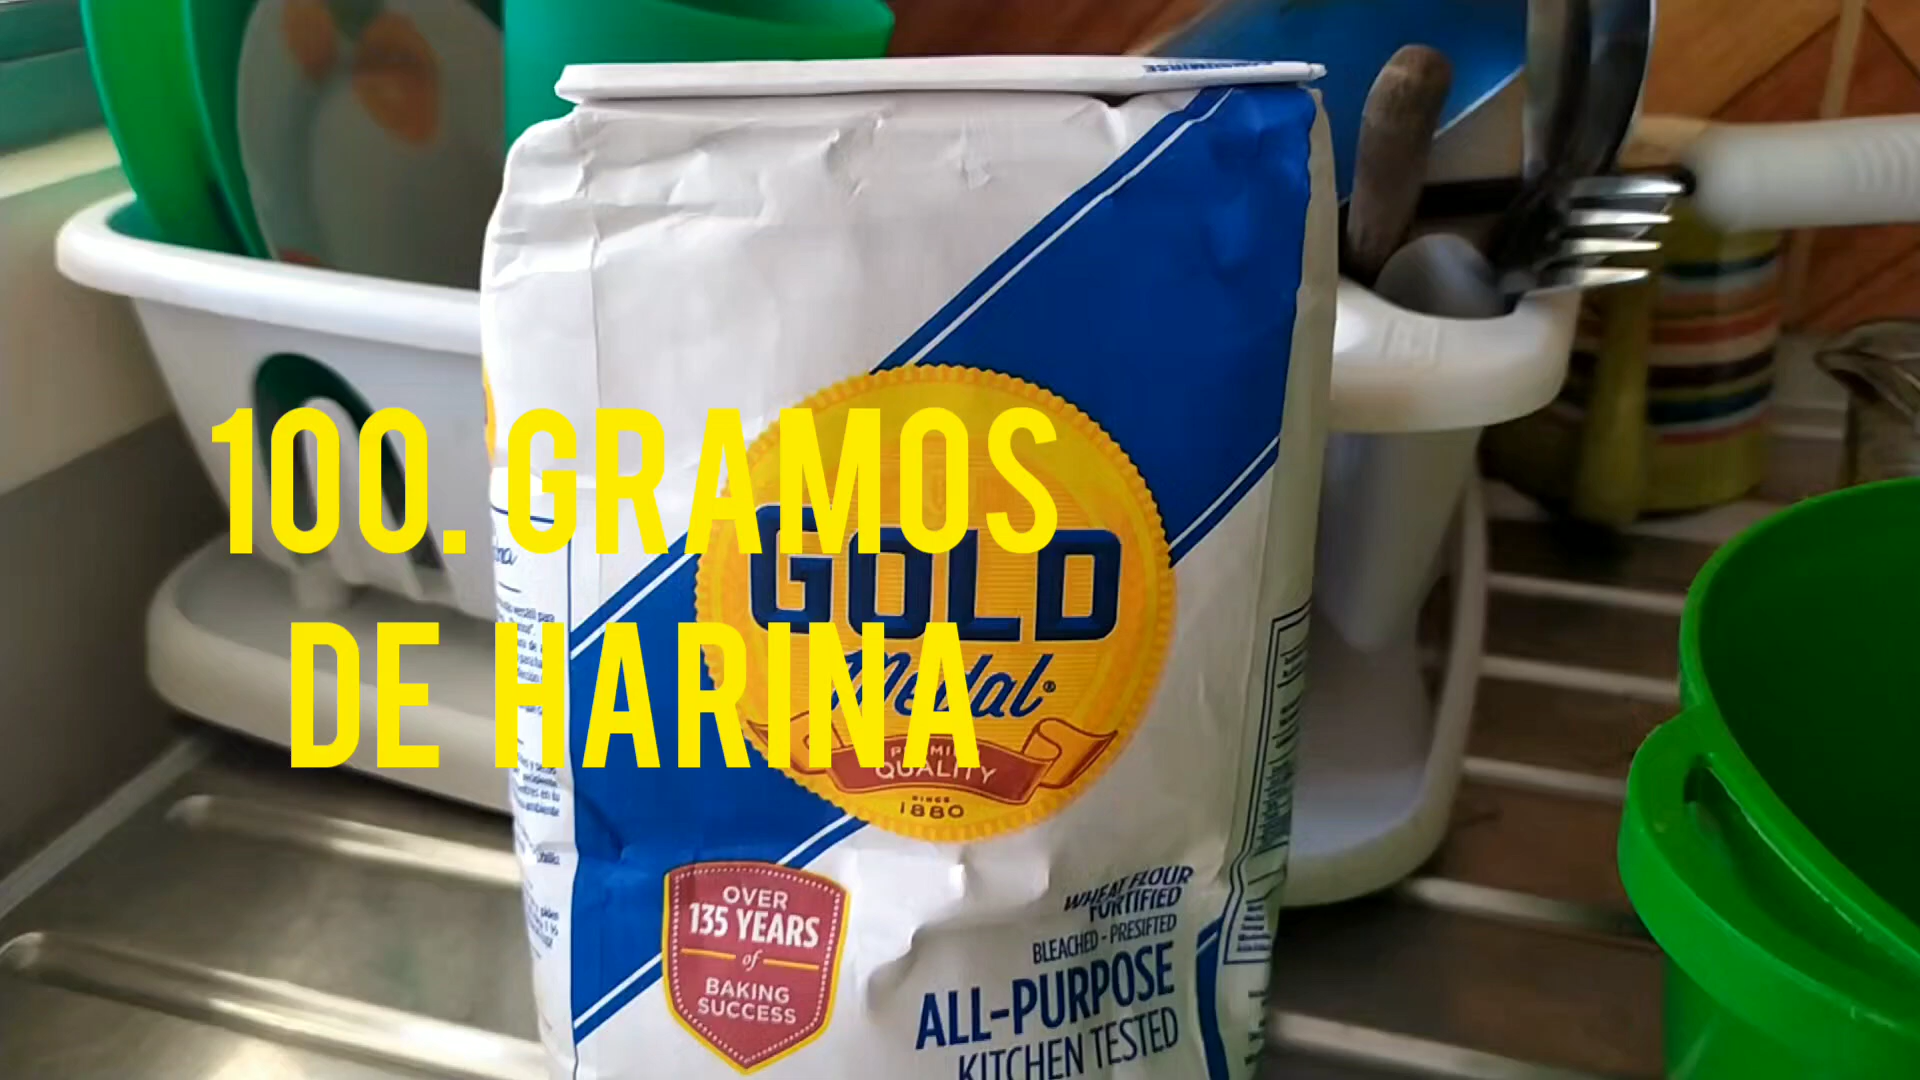 100. GRAMOS
DE HARINA
GOLD
Medal®
PREMIUM
QUALITY
SINCE
1880
OVER
135 YEARS
of
BAKING
SUCCESS
WHEAT FLOUR
FORTIFIED
BLEACHED - PRESIFTED
ALL-PURPOSE
KITCHEN TESTED